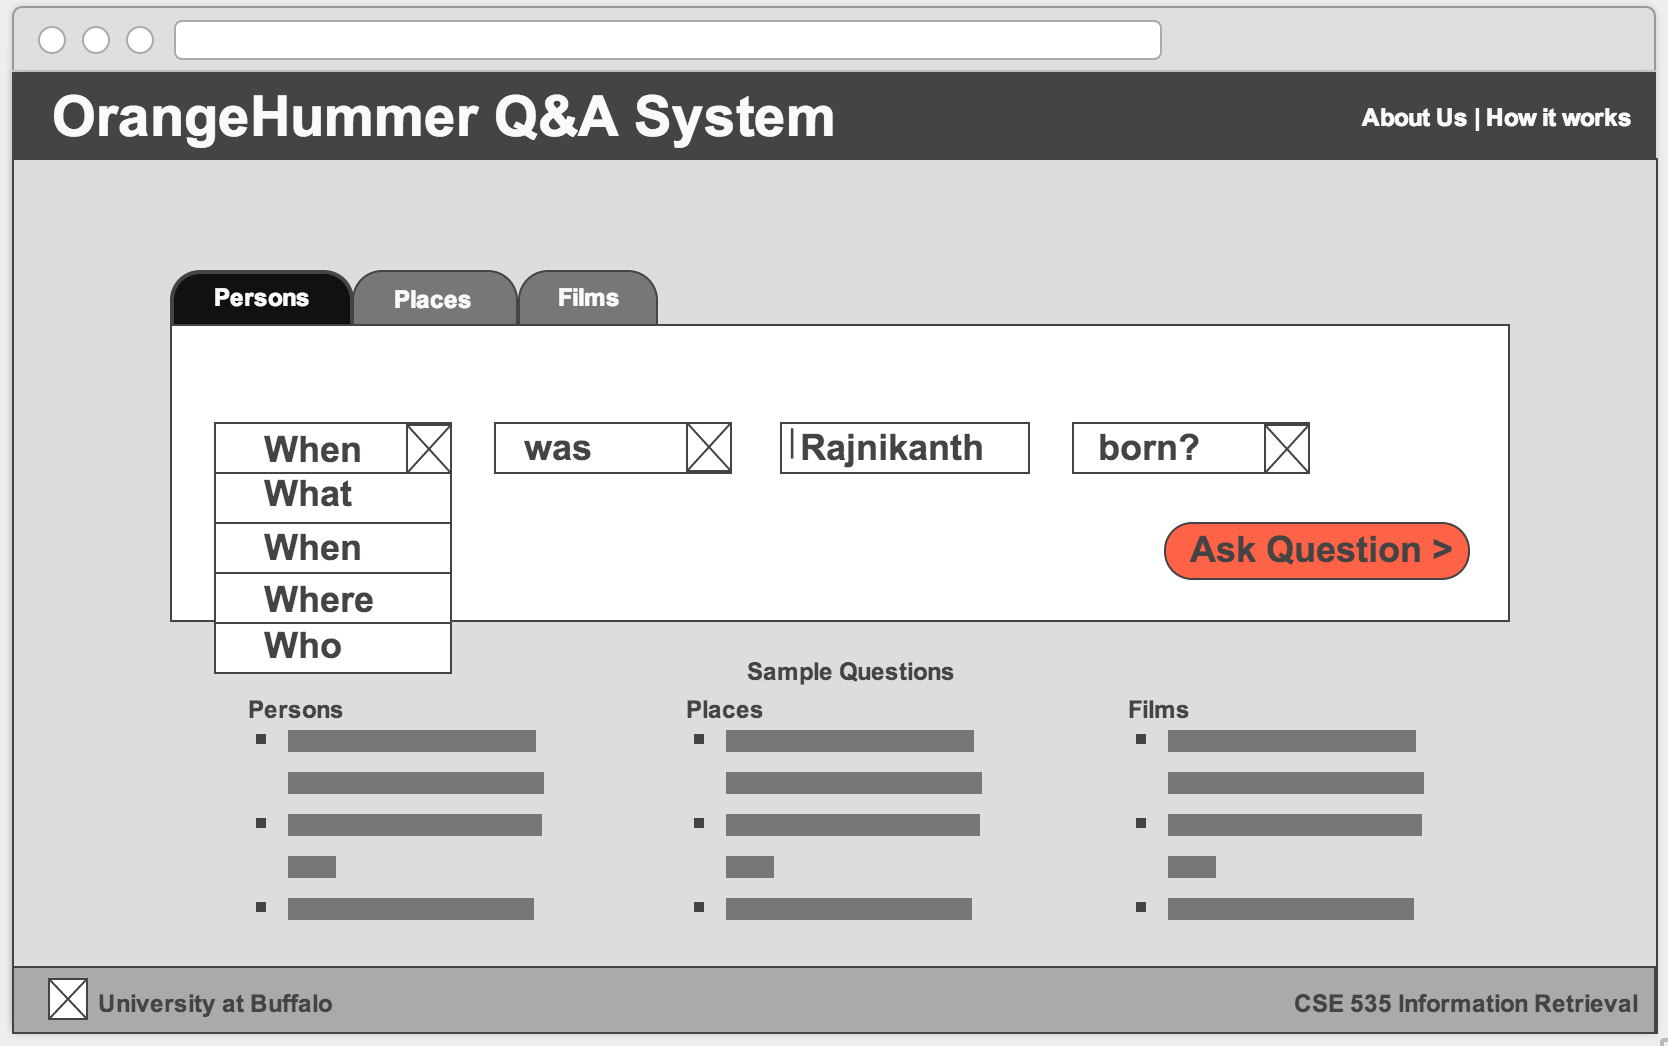 OrangeHummer Q&A System
About Us | How it works
Persons
Places
Films
When
was
Rajnikanth
born?
What
When
Where
Who
Ask Question >
Sample Questions
Persons
Places
Films
University at Buffalo
CSE 535 Information Retrieval